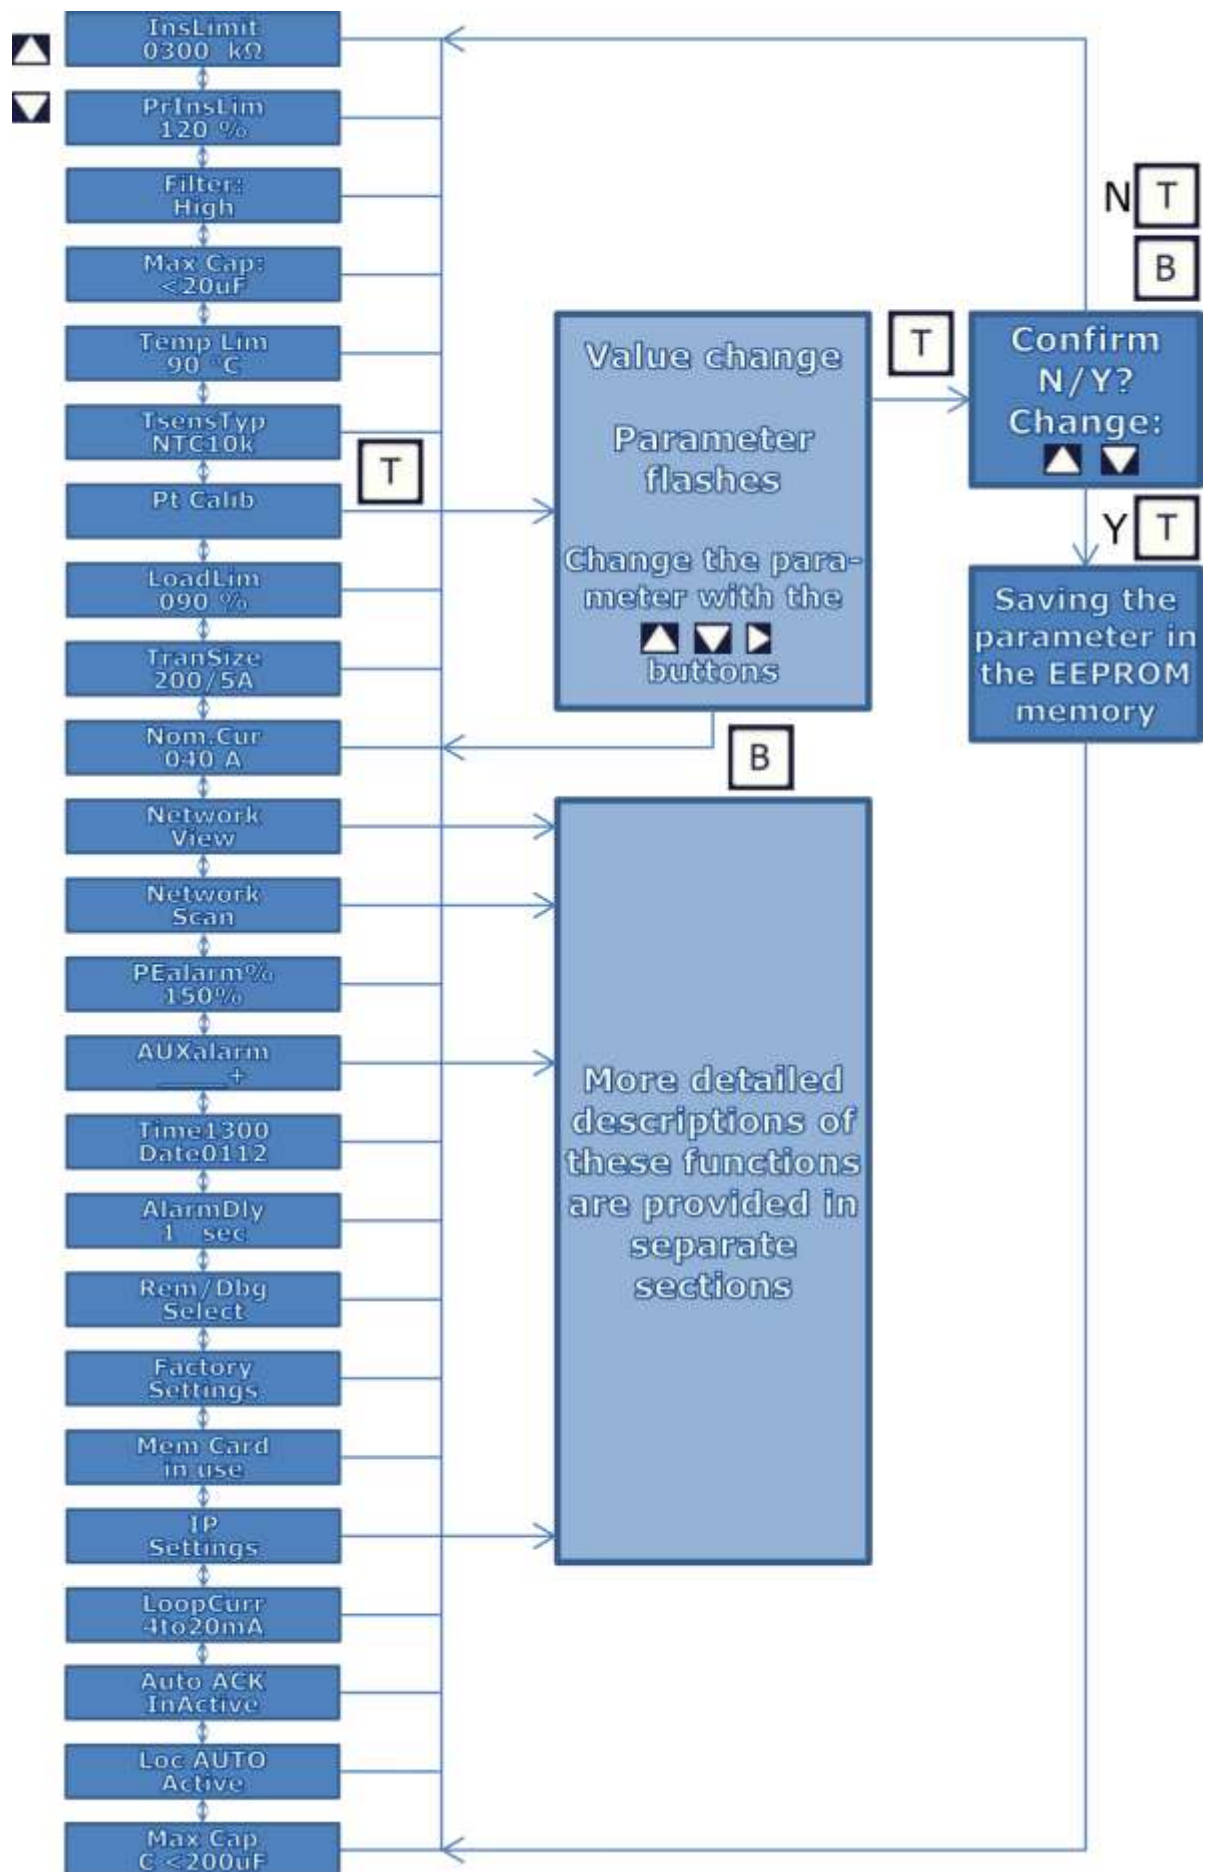 InsLimit
0300 kΩ
PrInsLim
120 %
Filter:
High
Max Cap:
<20uF
Temp Lim
90 °C
TsensTyp
NTC10k
Pt Calib
LoadLim
090 %
TranSize
200/5A
Nom.Cur
040 A
Network
View
Network
Scan
PEalarm%
150%
AUXalarm
_____+
Time1300
Date0112
AlarmDly
1 sec
Rem/Dbg
Select
Factory
Settings
Mem Card
in use
IP
Settings
LoopCurr
4to20mA
Auto ACK
InActive
Loc AUTO
Active
Max Cap
C <200uF
T
Value change
Parameter
flashes
Change the para-
meter with the
buttons
B
T
Confirm
N/Y?
Change:
N T
B
Y T
Saving the
parameter in
the EEPROM
memory
More detailed
descriptions of
these functions
are provided in
separate
sections